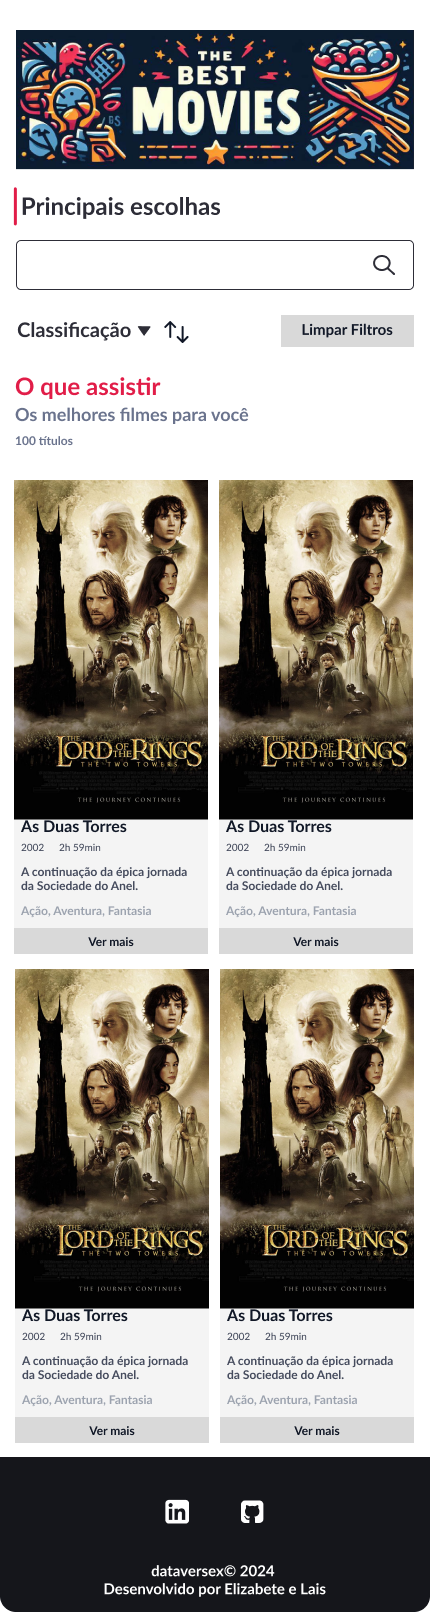 THE
BEST
MOVIES
Principais escolhas
Classificação
Limpar Filtros
O que assistir
Os melhores filmes para você
100 títulos
THE
LORD OF THE RINGS
THE TWO TOWERS
THE JOURNEY CONTINUES
As Duas Torres
2002 2h 59min
A continuação da épica jornada
da Sociedade do Anel.
Ação, Aventura, Fantasia
Ver mais
THE
LORD OF THE RINGS
THE TWO TOWERS
THE JOURNEY CONTINUES
As Duas Torres
2002 2h 59min
A continuação da épica jornada
da Sociedade do Anel.
Ação, Aventura, Fantasia
Ver mais
THE
LORD OF THE RINGS
THE TWO TOWERS
THE JOURNEY CONTINUES
As Duas Torres
2002 2h 59min
A continuação da épica jornada
da Sociedade do Anel.
Ação, Aventura, Fantasia
Ver mais
THE
LORD OF THE RINGS
THE TWO TOWERS
THE JOURNEY CONTINUES
As Duas Torres
2002 2h 59min
A continuação da épica jornada
da Sociedade do Anel.
Ação, Aventura, Fantasia
Ver mais
in
dataversex© 2024
Desenvolvido por Elizabete e Lais